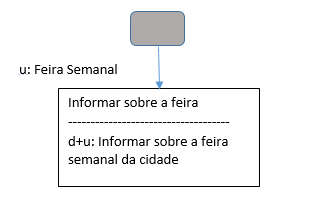 u: Feira Semanal
Informar sobre a feira
------------------------------------
d+u: Informar sobre a feira
semanal da cidade